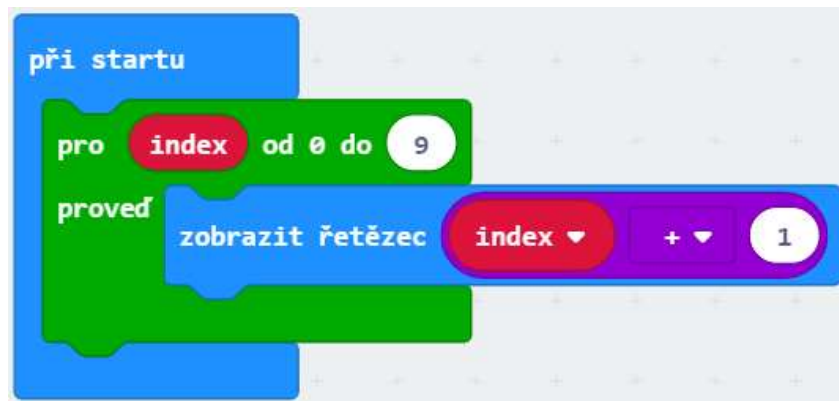 při startu
pro index od 0 do 9
proveď
zobrazit řetězec index + 1